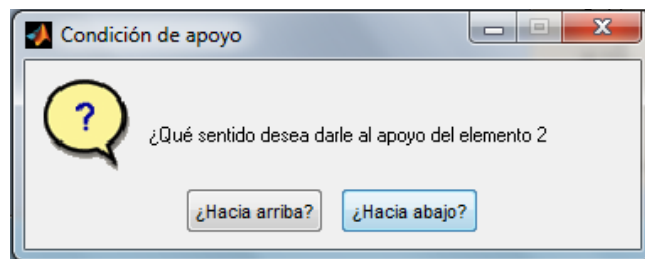 Condición de apoyo
?
¿Qué sentido desea darle al apoyo del elemento 2
¿Hacia arriba?
¿Hacia abajo?